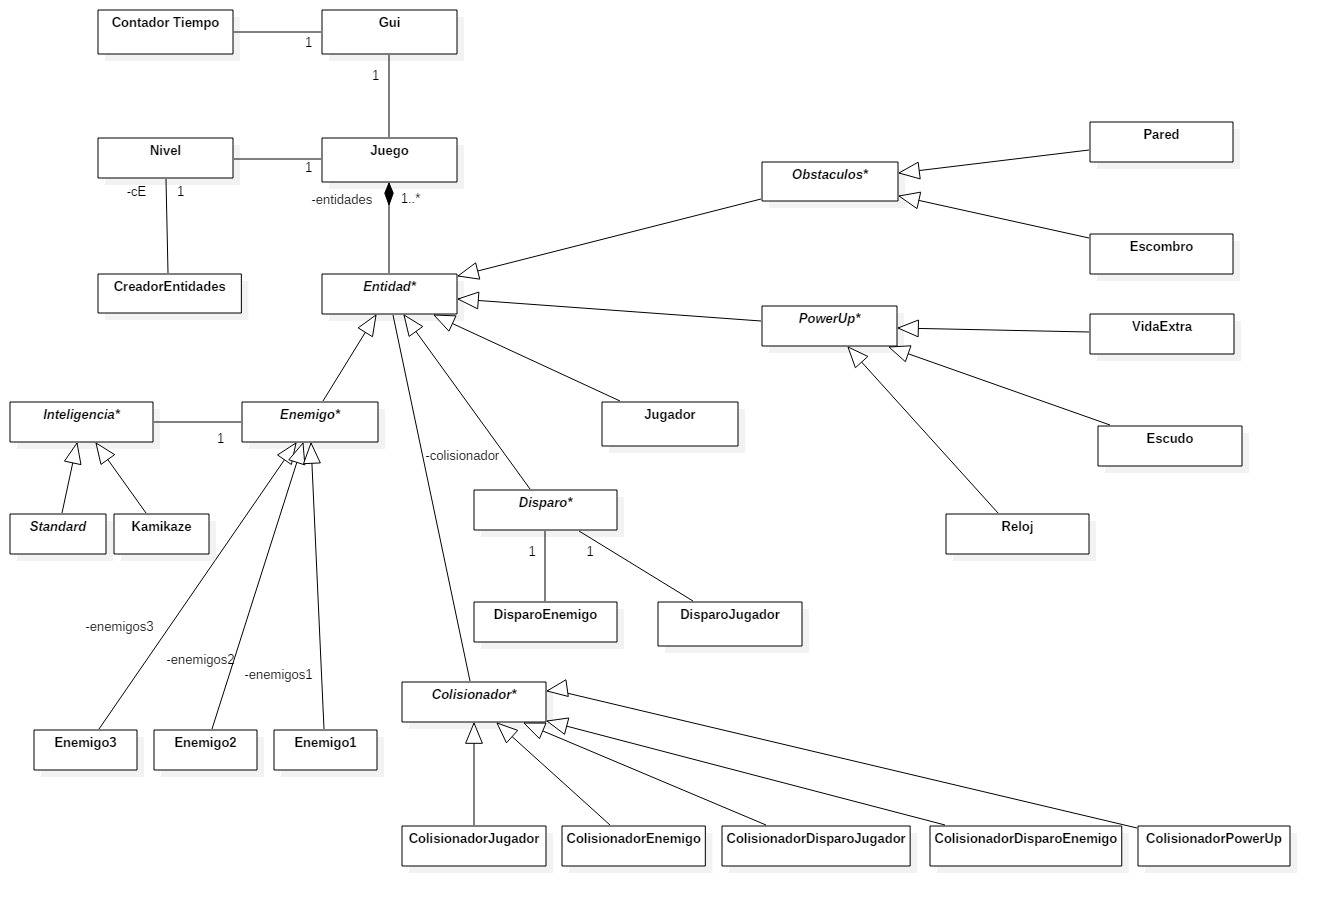 Contador Tiempo
Gui
1
1
Pared
Nivel
Juego
1
Obstaculos*
-cE
1
-entidades
1..*
Escombro
CreadorEntidades
Entidad*
PowerUp*
VidaExtra
Inteligencia*
Enemigo*
Jugador
1
Escudo
-colisionador
Disparo*
Standard
Kamikaze
Reloj
1
1
DisparoEnemigo
DisparoJugador
-enemigos3
-enemigos2
-enemigos1
Colisionador*
Enemigo3
Enemigo2
Enemigo1
ColisionadorJugador
ColisionadorEnemigo
ColisionadorDisparoJugador
ColisionadorDisparoEnemigo
ColisionadorPowerUp